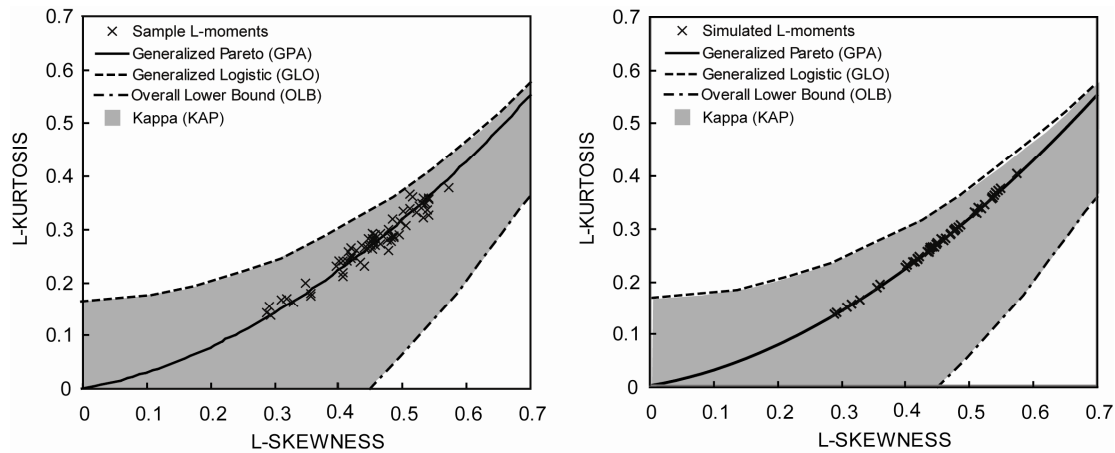 0.7
0.6
0.5
0.4
0.3
0.2
0.1
0
L-KURTOSIS
Sample L-moments
Generalized Pareto (GPA)
Generalized Logistic (GLO)
Overall Lower Bound (OLB)
Kappa (KAP)
0 0.1 0.2 0.3 0.4 0.5 0.6 0.7
L-SKEWNESS
0.7
0.6
0.5
0.4
0.3
0.2
0.1
0
L-KURTOSIS
Simulated L-moments
Generalized Pareto (GPA)
Generalized Logistic (GLO)
Overall Lower Bound (OLB)
Kappa (KAP)
0 0.1 0.2 0.3 0.4 0.5 0.6 0.7
L-SKEWNESS